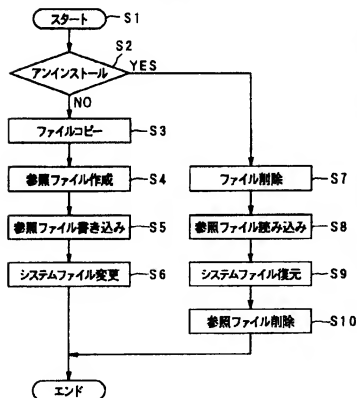 スタート S1
S2
アンインストール YES
NO
ファイルコピー S3
参照ファイル作成 S4
ファイル削除 S7
参照ファイル書き込み S5
参照ファイル読み込み S8
システムファイル変更 S6
システムファイル復元 S9
参照ファイル削除 S10
エンド